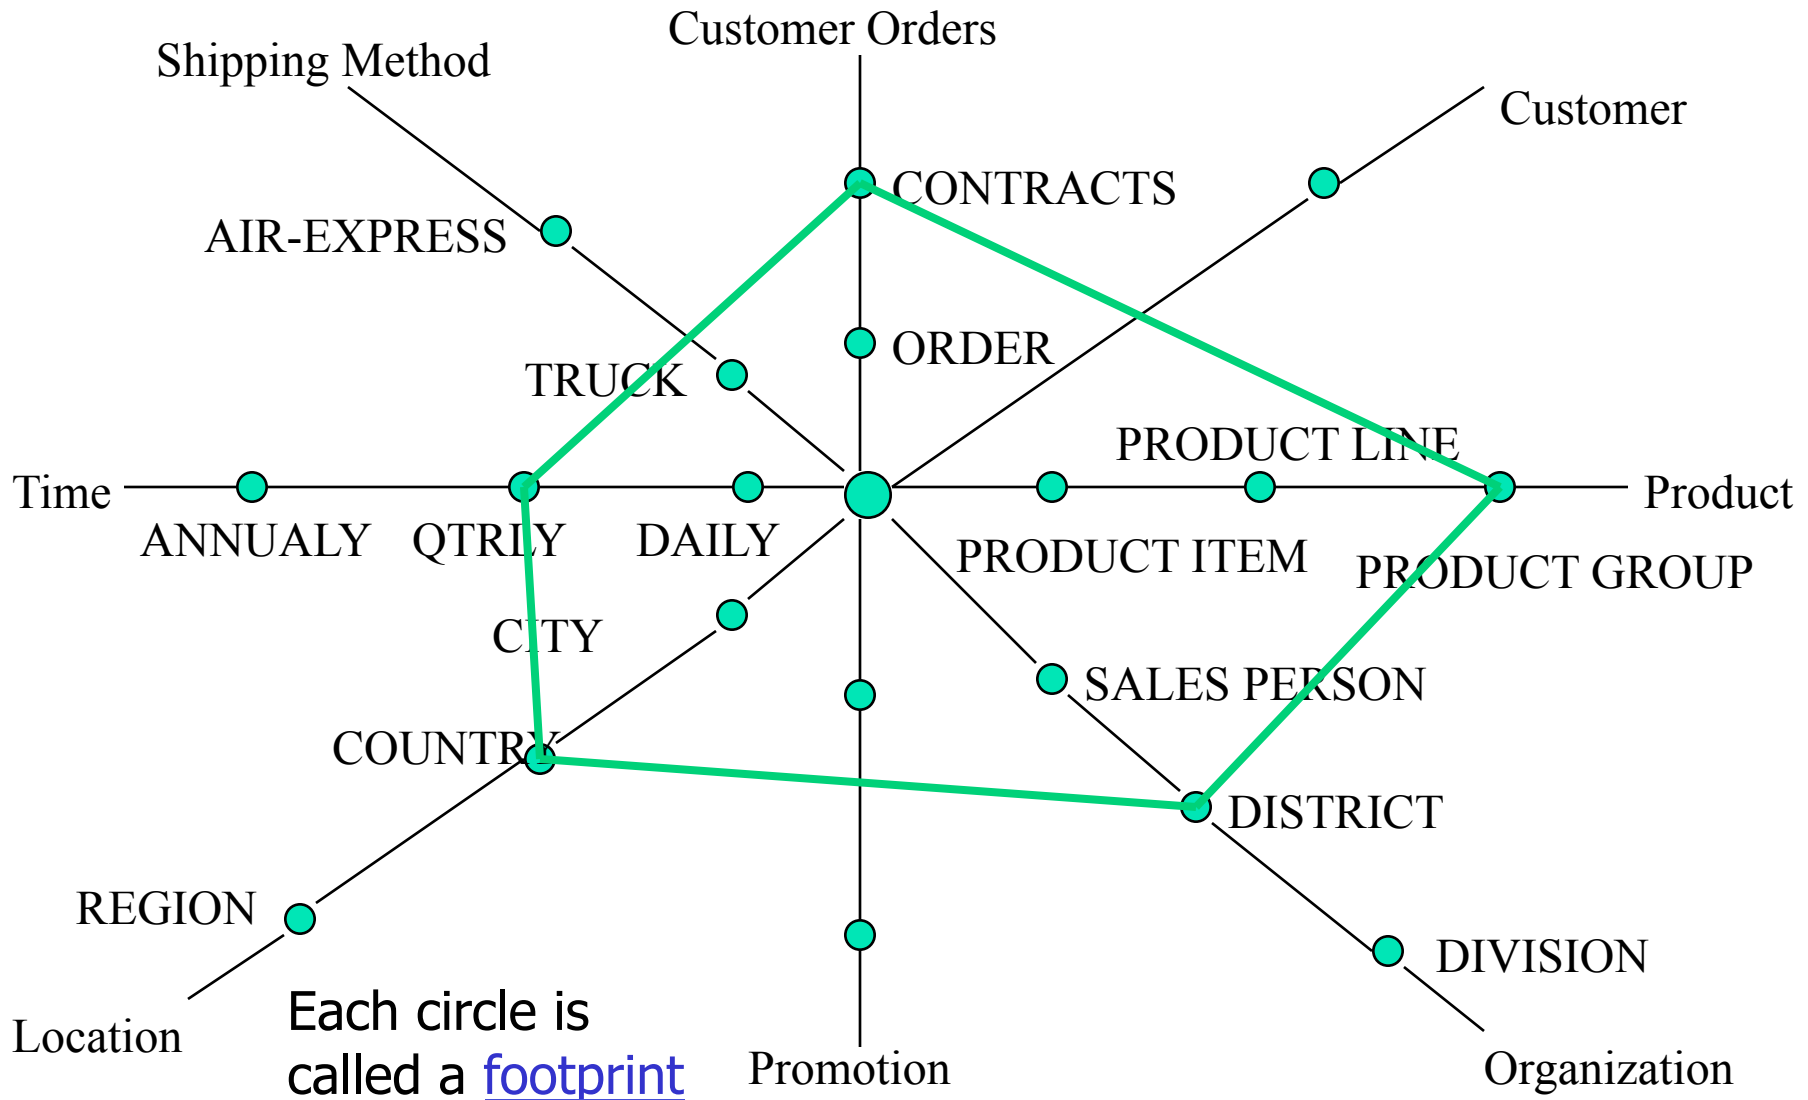 Customer Orders
Shipping Method
Customer
CONTRACTS
AIR-EXPRESS
ORDER
TRUCK
PRODUCT LINE
Time
Product
ANNUALY
QTRLY
DAILY
PRODUCT ITEM
PRODUCT GROUP
CITY
SALES PERSON
COUNTRY
DISTRICT
REGION
DIVISION
Each circle is
called a footprint
Location
Promotion
Organization